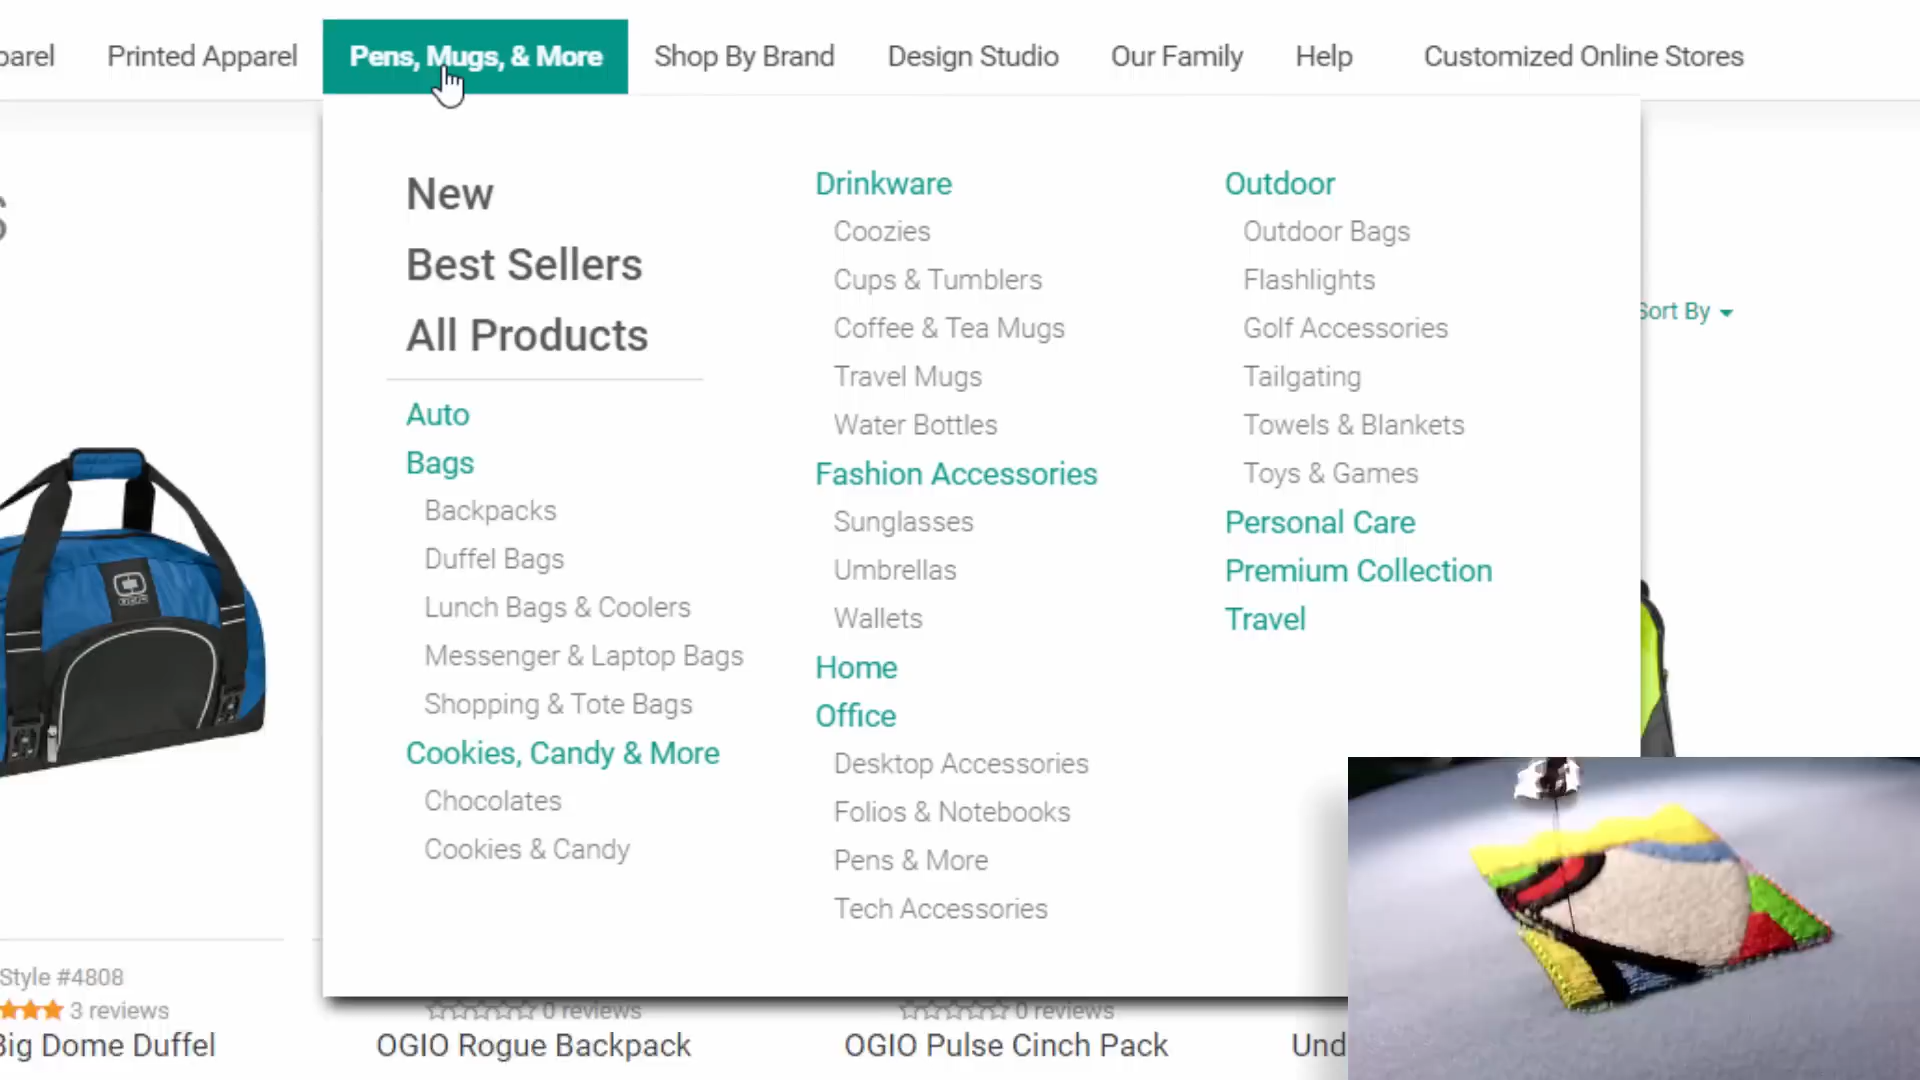 Printed Apparel
Pens, Mugs, & More
Shop By Brand
Design Studio
Our Family
Help
Customized Online Stores
New
Best Sellers
All Products
Auto
Bags
Backpacks
Duffel Bags
Lunch Bags & Coolers
Messenger & Laptop Bags
Shopping & Tote Bags
Cookies, Candy & More
Chocolates
Cookies & Candy
Drinkware
Coozies
Cups & Tumblers
Coffee & Tea Mugs
Travel Mugs
Water Bottles
Fashion Accessories
Sunglasses
Umbrellas
Wallets
Home
Office
Desktop Accessories
Folios & Notebooks
Pens & More
Tech Accessories
Outdoor
Outdoor Bags
Flashlights
Golf Accessories
Tailgating
Towels & Blankets
Toys & Games
Personal Care
Premium Collection
Travel
Sort By
Style #4808
3 reviews
Big Dome Duffel
0 reviews
OGIO Rogue Backpack
0 reviews
OGIO Pulse Cinch Pack